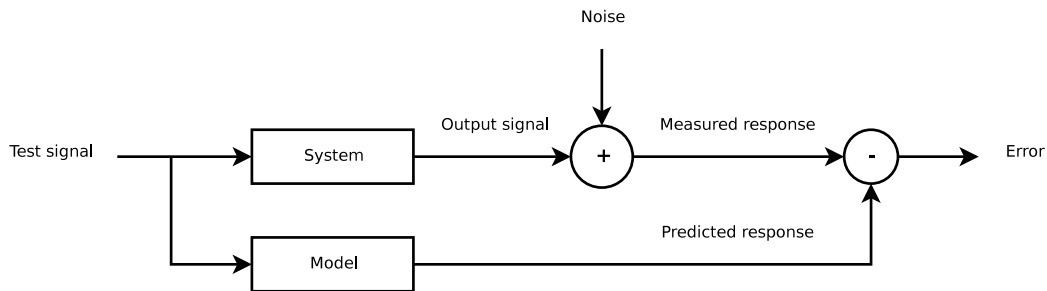 Noise
Output signal
Measured response
Test signal
System
+
-
Error
Predicted response
Model